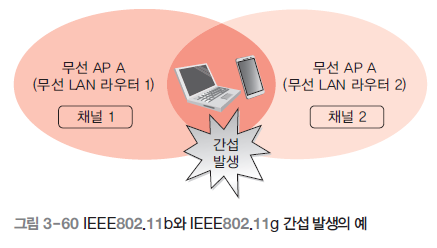 무선 AP A
(무선 LAN 라우터 1)
채널 1
무선 AP A
(무선 LAN 라우터 2)
채널 2
간섭
발생
그림 3-60 IEEE802.11b와 IEEE802.11g 간섭 발생의 예